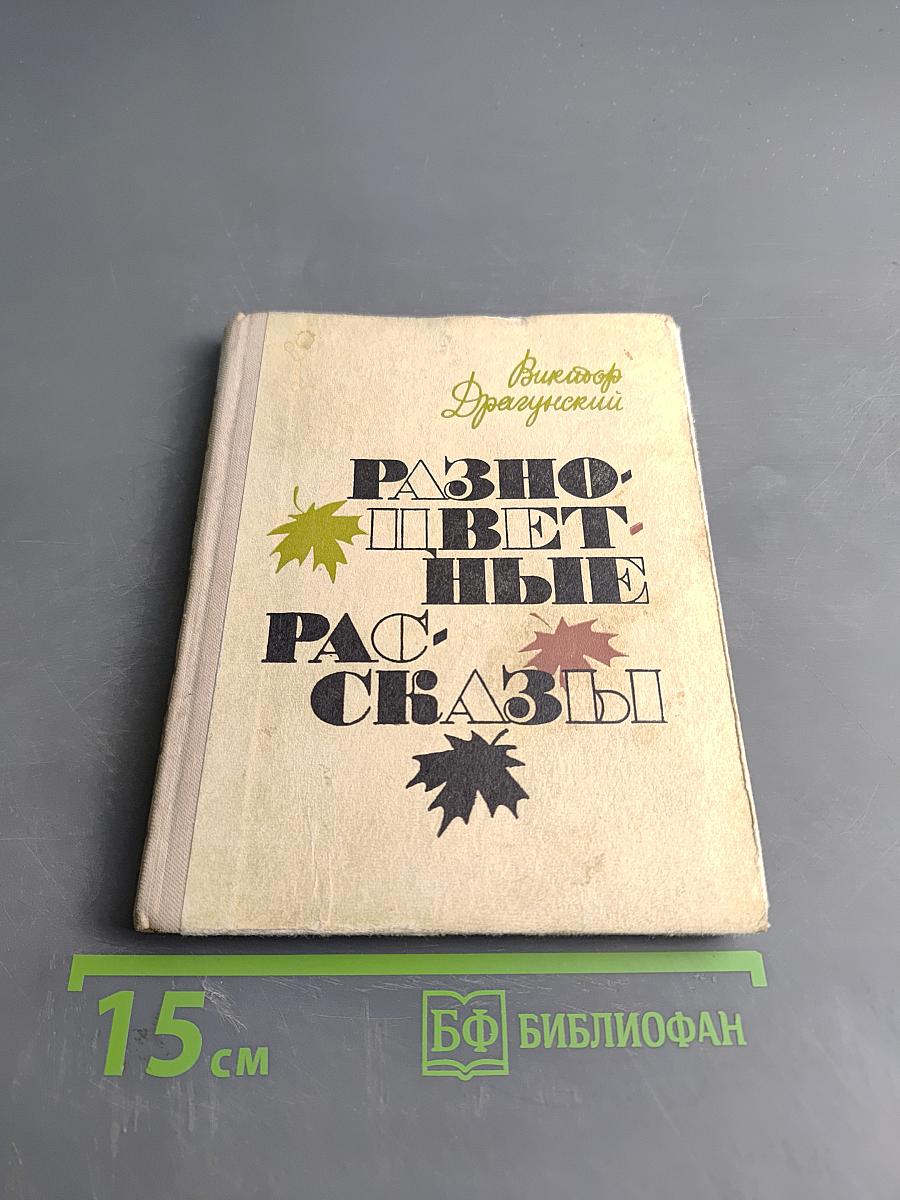 Виктор
Драгунский
РАЗНО-
ЦВЕТ-
НЫЕ
РАС-
СКАЗЫ
15 см
БФ БИБЛИОФАН